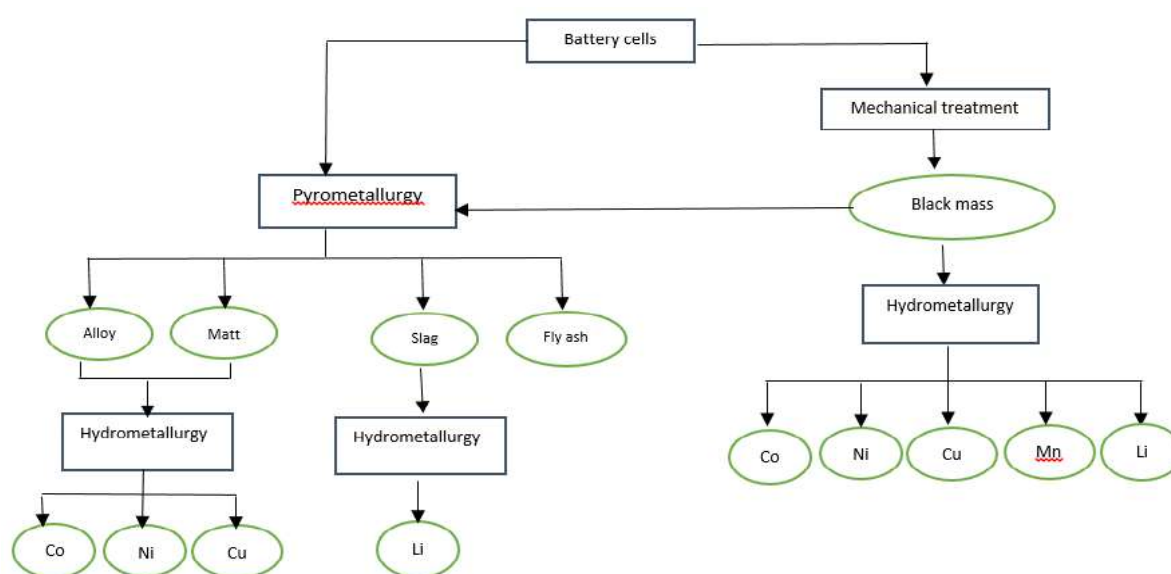 Battery cells
Mechanical treatment
Pyrometallurgy
Black mass
Hydrometallurgy
Alloy
Matt
Slag
Fly ash
Hydrometallurgy
Hydrometallurgy
Co
Ni
Cu
Mn
Li
Co
Ni
Cu
Li